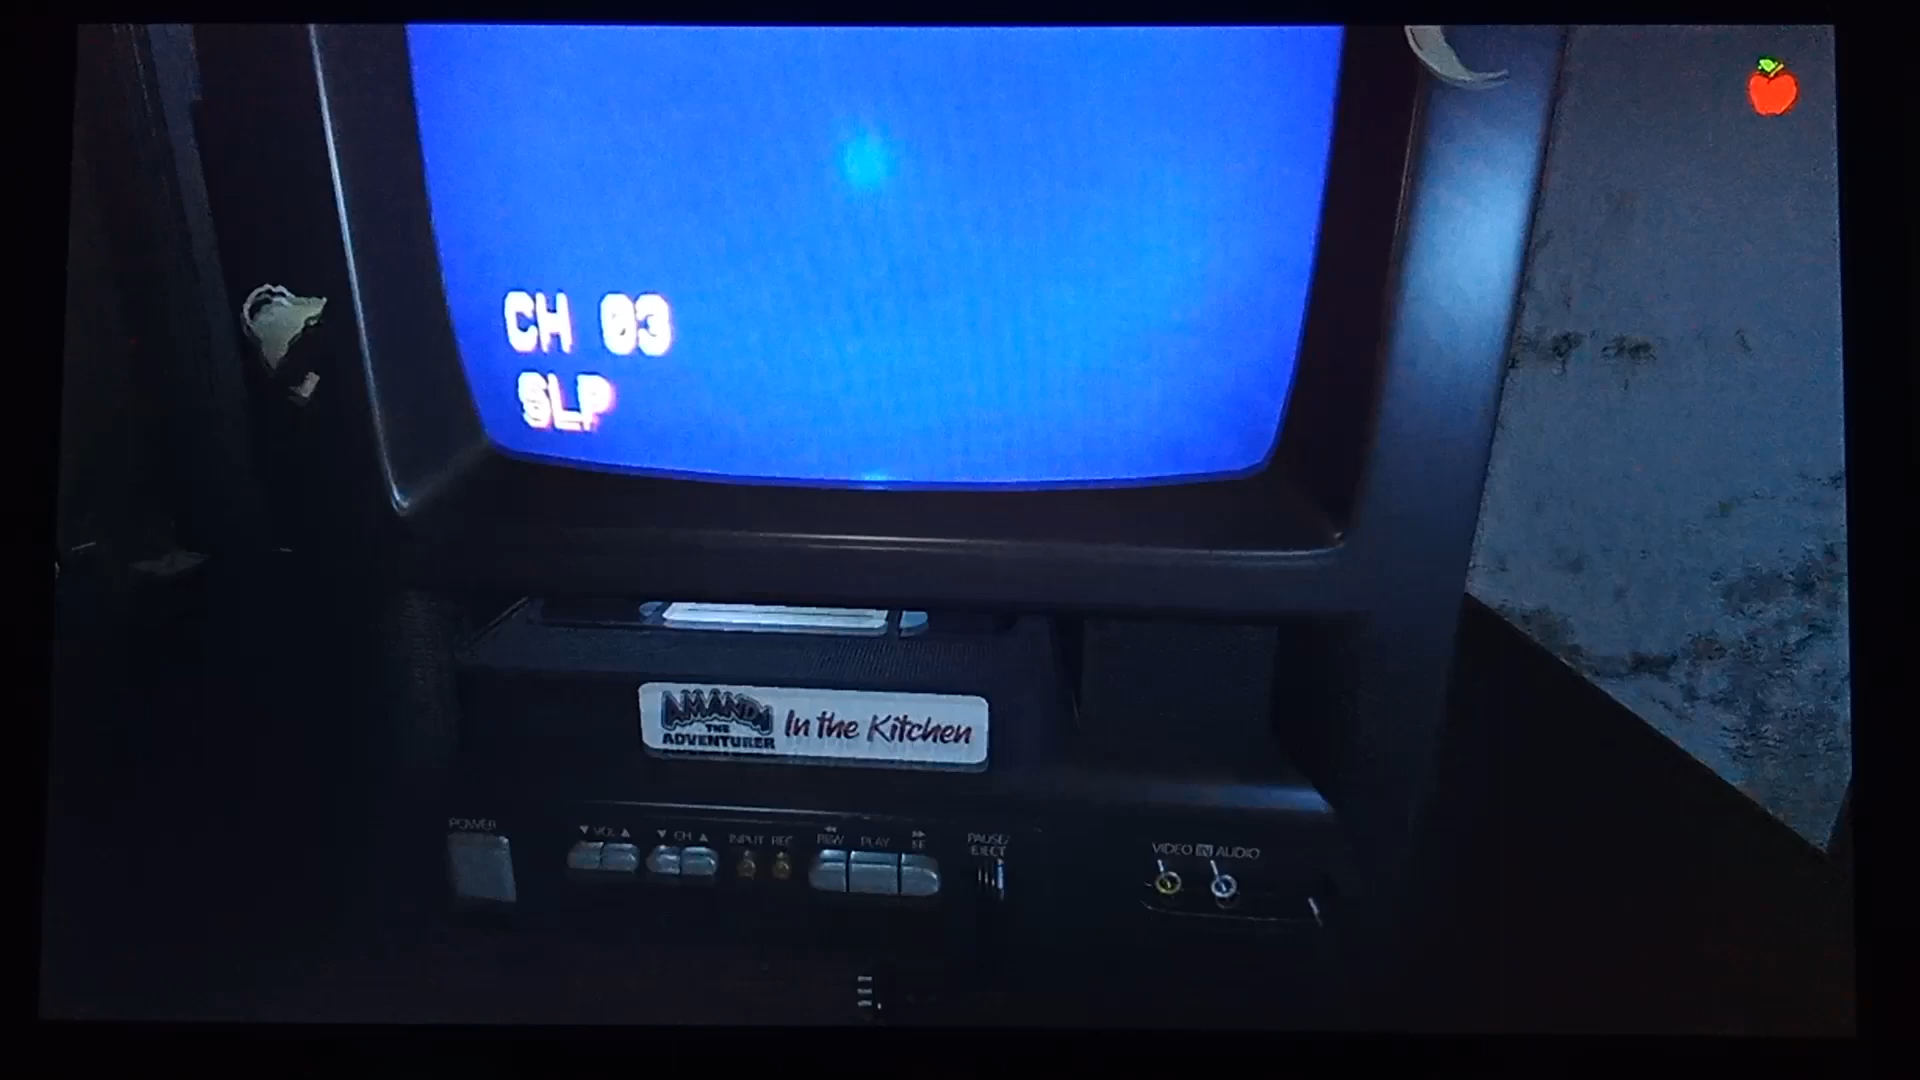 CH 03
SLP
AMANDA
THE
ADVENTURER
In the Kitchen
POWER
▼ VOL ▲
▼ CH ▲
INPUT
REC
REW
PLAY
FF
PAUSE/
EJECT
VIDEO IN AUDIO